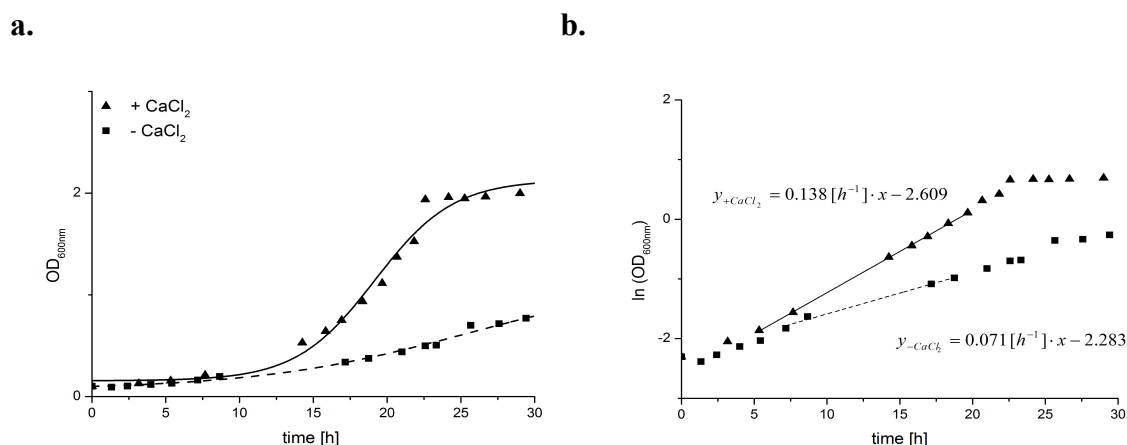 a.
+ CaCl2
- CaCl2
OD600nm
2
0
0 5 10 15 20 25 30
time [h]
b.
ln (OD600nm)
2
0
-2
y+CaCl2 = 0.138 [h⁻¹]· x – 2.609
y−CaCl2 = 0.071 [h⁻¹]· x – 2.283
0 5 10 15 20 25 30
time [h]